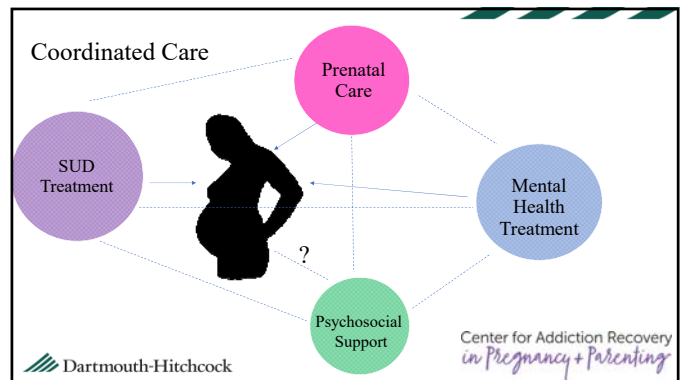 Coordinated Care
Prenatal
Care
SUD
Treatment
Mental
Health
Treatment
?
Psychosocial
Support
Dartmouth-Hitchcock
Center for Addiction Recovery
in Pregnancy + Parenting